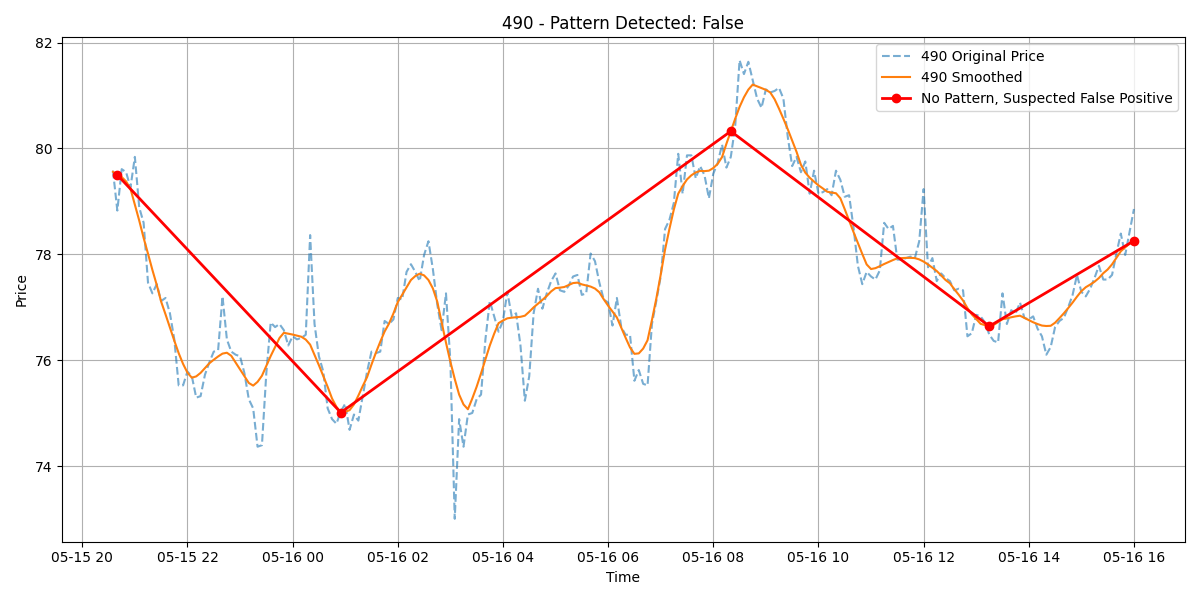 490 - Pattern Detected: False
490 Original Price
490 Smoothed
No Pattern, Suspected False Positive
Price
82
80
78
76
74
05-15 20 05-15 22 05-16 00 05-16 02 05-16 04 05-16 06 05-16 08 05-16 10 05-16 12 05-16 14 05-16 16
Time